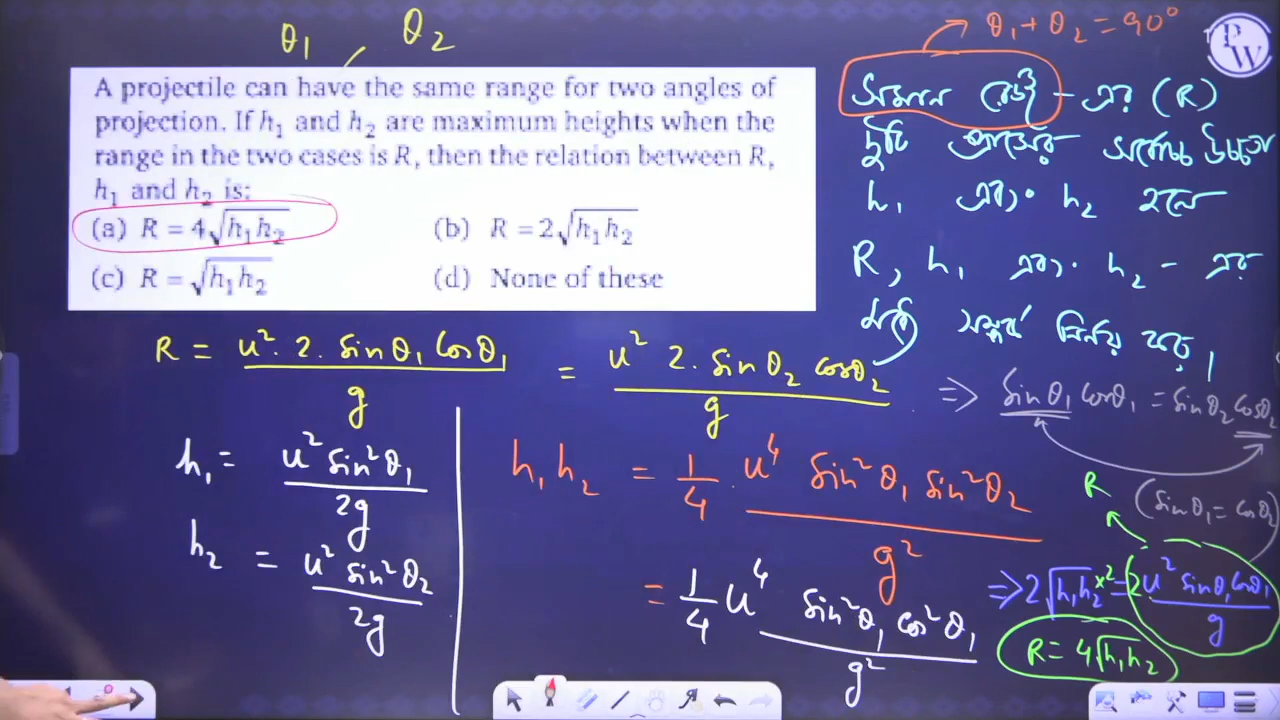 θ₁ θ₂
A projectile can have the same range for two angles of
projection. If h₁ and h₂ are maximum heights when the
range in the two cases is R, then the relation between R,
h₁ and h₂ is:
(a) R = 4√(h₁h₂)
(b) R = 2√(h₁h₂)
(c) R = √(h₁h₂)
(d) None of these
θ₁ + θ₂ = 90°
PW
সমান রেঞ্জ - এর (R)
দুটি প্রাসের সর্বোচ্চ উচ্চতা
h₁ এবং h₂ হলে
R, h₁ এবং h₂ - এর
মধ্যে সম্পর্ক নির্ণয় করো।
R = u². 2. Sinθ₁ Cosθ₁ / g = u² 2. Sinθ₂ cosθ₂ / g
⇒ Sinθ₁ Cosθ₁ = Sinθ₂ Cosθ₂
(Sinθ₁ = Cosθ₂)
h₁ = u² Sin²θ₁ / 2g
h₂ = u² Sin²θ₂ / 2g
h₁h₂ = 1/4 . u⁴ Sin²θ₁ Sin²θ₂ / g²
= 1/4 u⁴ Sin²θ₁ Cos²θ₁ / g²
R
⇒ 2√(h₁h₂) ×2 = 2u² Sinθ₁ Cosθ₁ / g
R = 4√(h₁h₂)